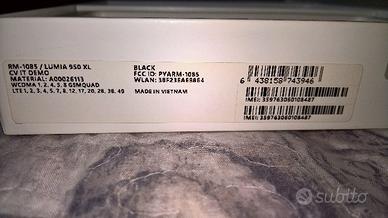 RM-1085 / LUMIA 950 XL
CV IT DEMO
MATERIAL: A00026113
WCDMA 1, 2, 4, 5, 8 GSMQUAD
LTE 1, 2, 3, 4, 5, 7, 8, 12, 17, 20, 28, 38, 40
BLACK
FCC ID: PYARM-1085
WLAN:
MADE IN VIETNAM
6 438158 743946
IMEI: 359763060108487
IMEI: 359763060108487
subito